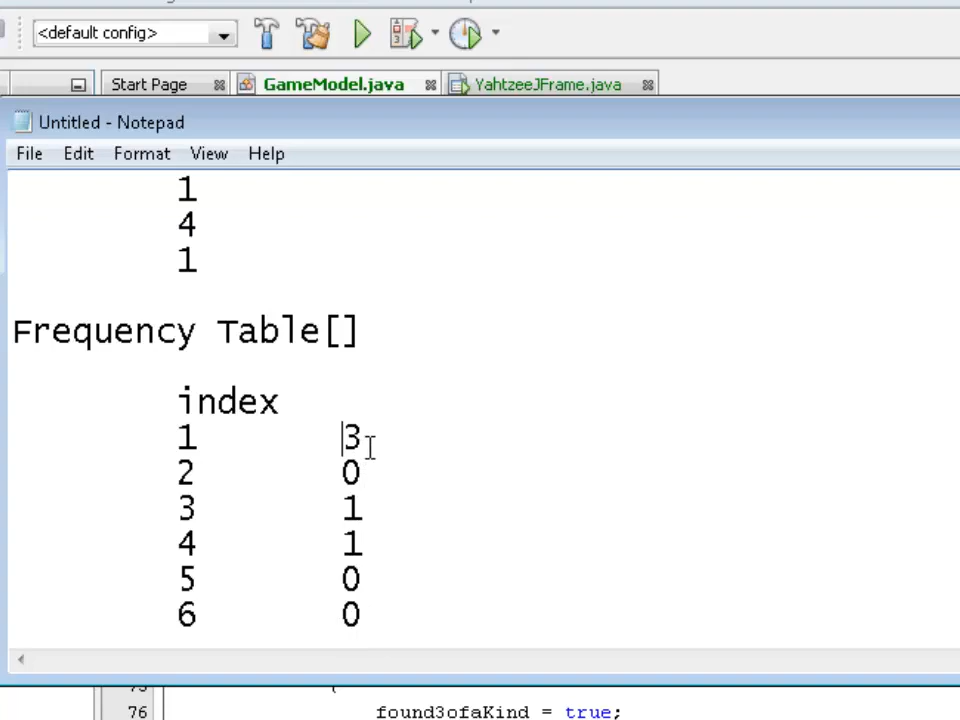 <default config>
Start Page
GameModel.java
YahtzeeJFrame.java
Untitled - Notepad
File Edit Format View Help
1
4
1
Frequency Table[]
index
1 3
2 0
3 1
4 1
5 0
6 0
76 found3ofaKind = true;